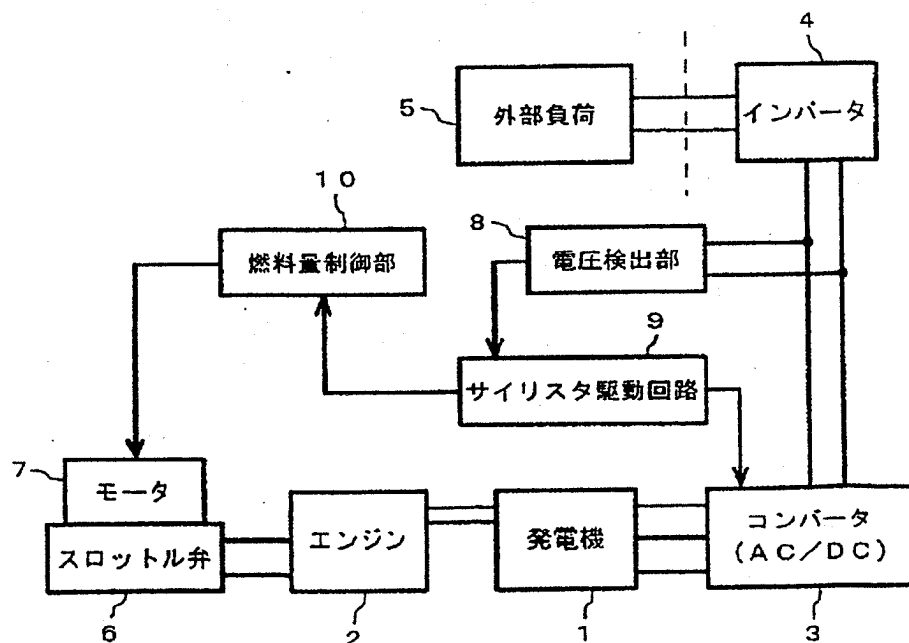 4
5
外部負荷
インバータ
10
8
燃料量制御部
電圧検出部
9
サイリスタ駆動回路
7
モータ
スロットル弁
エンジン
発電機
コンバータ
(AC/DC)
6
2
1
3